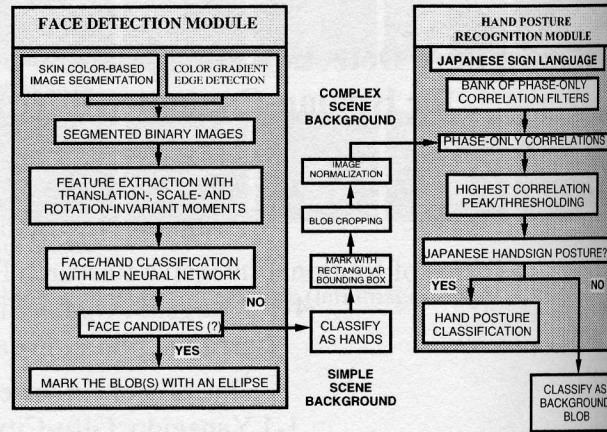 FACE DETECTION MODULE
SKIN COLOR-BASED
IMAGE SEGMENTATION
COLOR GRADIENT
EDGE DETECTION
SEGMENTED BINARY IMAGES
FEATURE EXTRACTION WITH
TRANSLATION-, SCALE- AND
ROTATION-INVARIANT MOMENTS
FACE/HAND CLASSIFICATION
WITH MLP NEURAL NETWORK
NO
FACE CANDIDATES (?)
YES
MARK THE BLOB(S) WITH AN ELLIPSE
COMPLEX
SCENE
BACKGROUND
IMAGE
NORMALIZATION
BLOB CROPPING
MARK WITH
RECTANGULAR
BOUNDING BOX
CLASSIFY
AS HANDS
SIMPLE
SCENE
BACKGROUND
HAND POSTURE
RECOGNITION MODULE
JAPANESE SIGN LANGUAGE
BANK OF PHASE-ONLY
CORRELATION FILTERS
PHASE-ONLY CORRELATIONS
HIGHEST CORRELATION
PEAK/THRESHOLDING
JAPANESE HANDSIGN POSTURE?
YES
NO
HAND POSTURE
CLASSIFICATION
CLASSIFY AS
BACKGROUND
BLOB